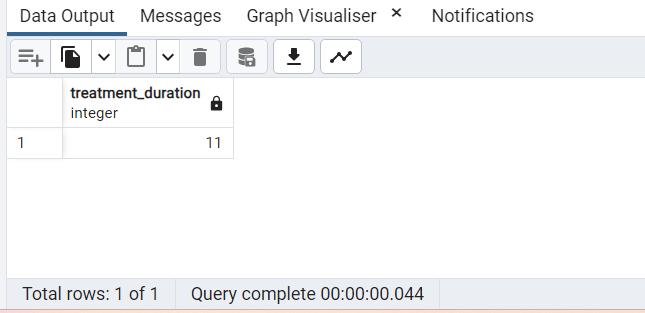 Data Output Messages Graph Visualiser × Notifications
treatment_duration
integer
1 11
Total rows: 1 of 1 Query complete 00:00:00.044